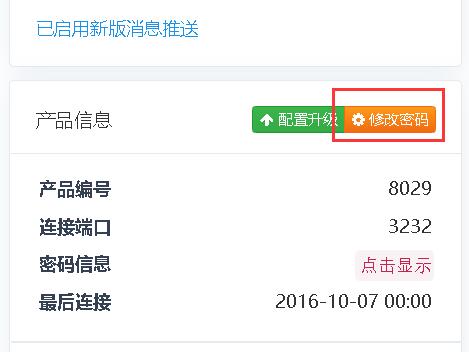 已启用新版消息推送
产品信息 配置升级 修改密码
产品编号 8029
连接端口 3232
密码信息 点击显示
最后连接 2016-10-07 00:00